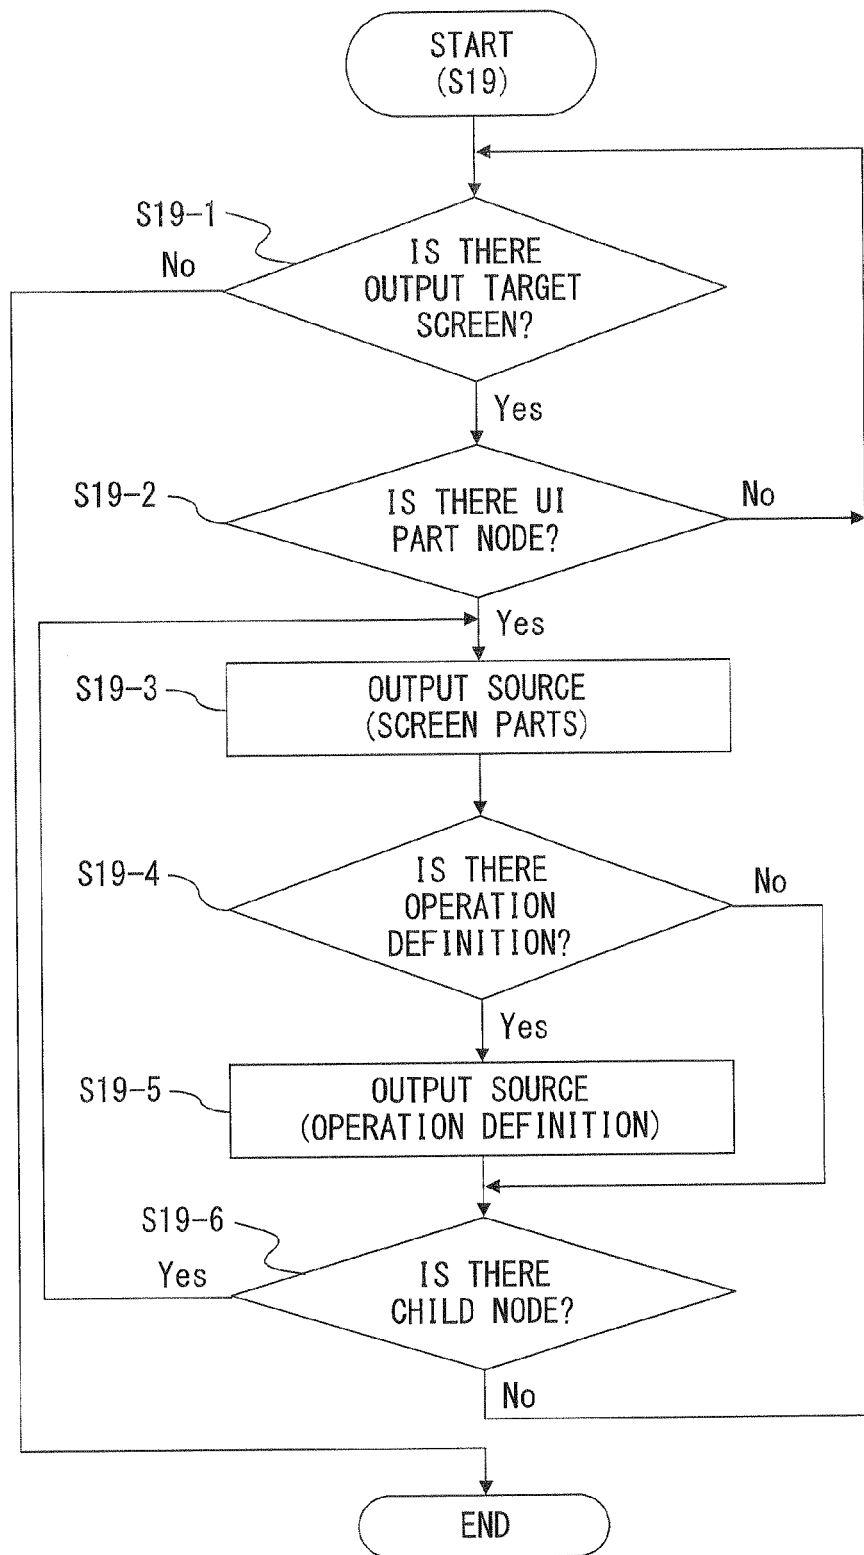 START
(S19)
S19-1
No
IS THERE
OUTPUT TARGET
SCREEN?
Yes
S19-2
IS THERE UI
PART NODE?
No
Yes
S19-3
OUTPUT SOURCE
(SCREEN PARTS)
S19-4
IS THERE
OPERATION
DEFINITION?
No
Yes
S19-5
OUTPUT SOURCE
(OPERATION DEFINITION)
S19-6
Yes
IS THERE
CHILD NODE?
No
END